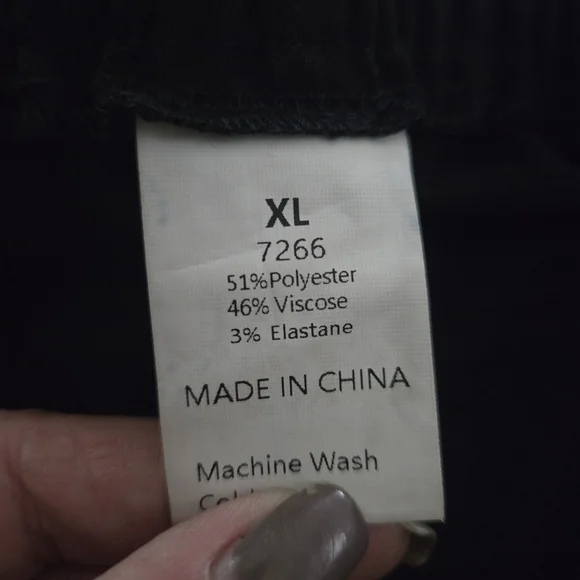 XL
7266
51%Polyester
46% Viscose
3% Elastane
MADE IN CHINA
Machine Wash